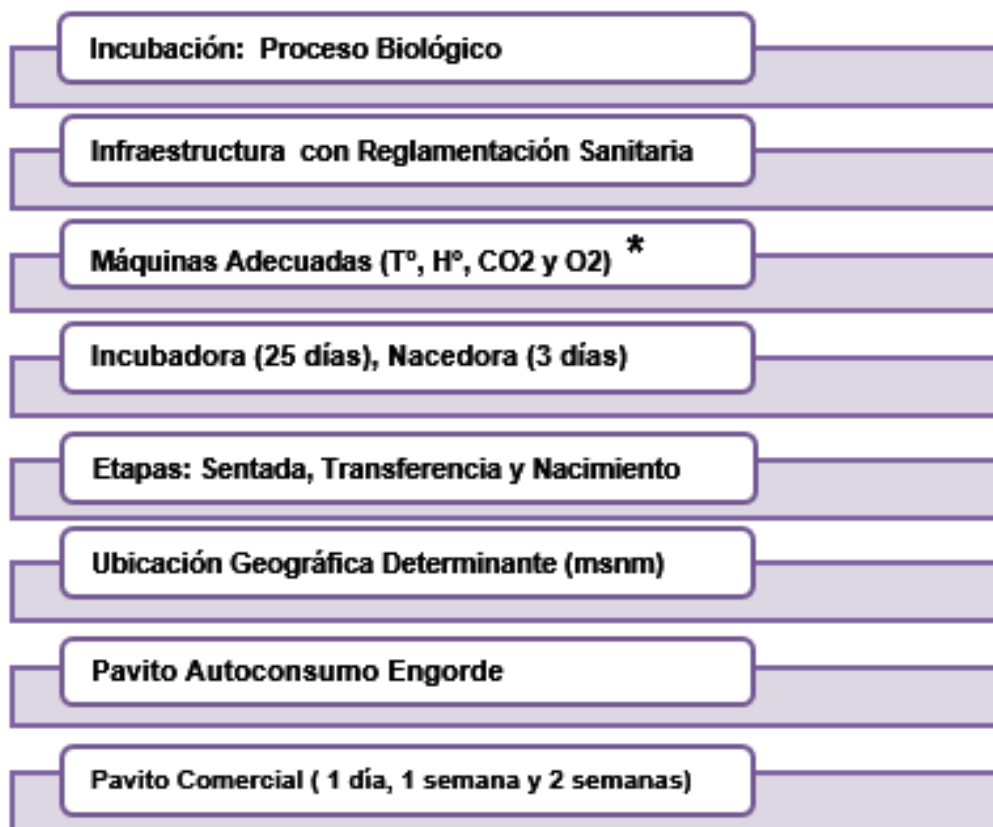 Incubación: Proceso Biológico
Infraestructura con Reglamentación Sanitaria
Máquinas Adecuadas (Tº, Hº, CO2 y O2) *
Incubadora (25 días), Nacedora (3 días)
Etapas: Sentada, Transferencia y Nacimiento
Ubicación Geográfica Determinante (msnm)
Pavito Autoconsumo Engorde
Pavito Comercial ( 1 día, 1 semana y 2 semanas)